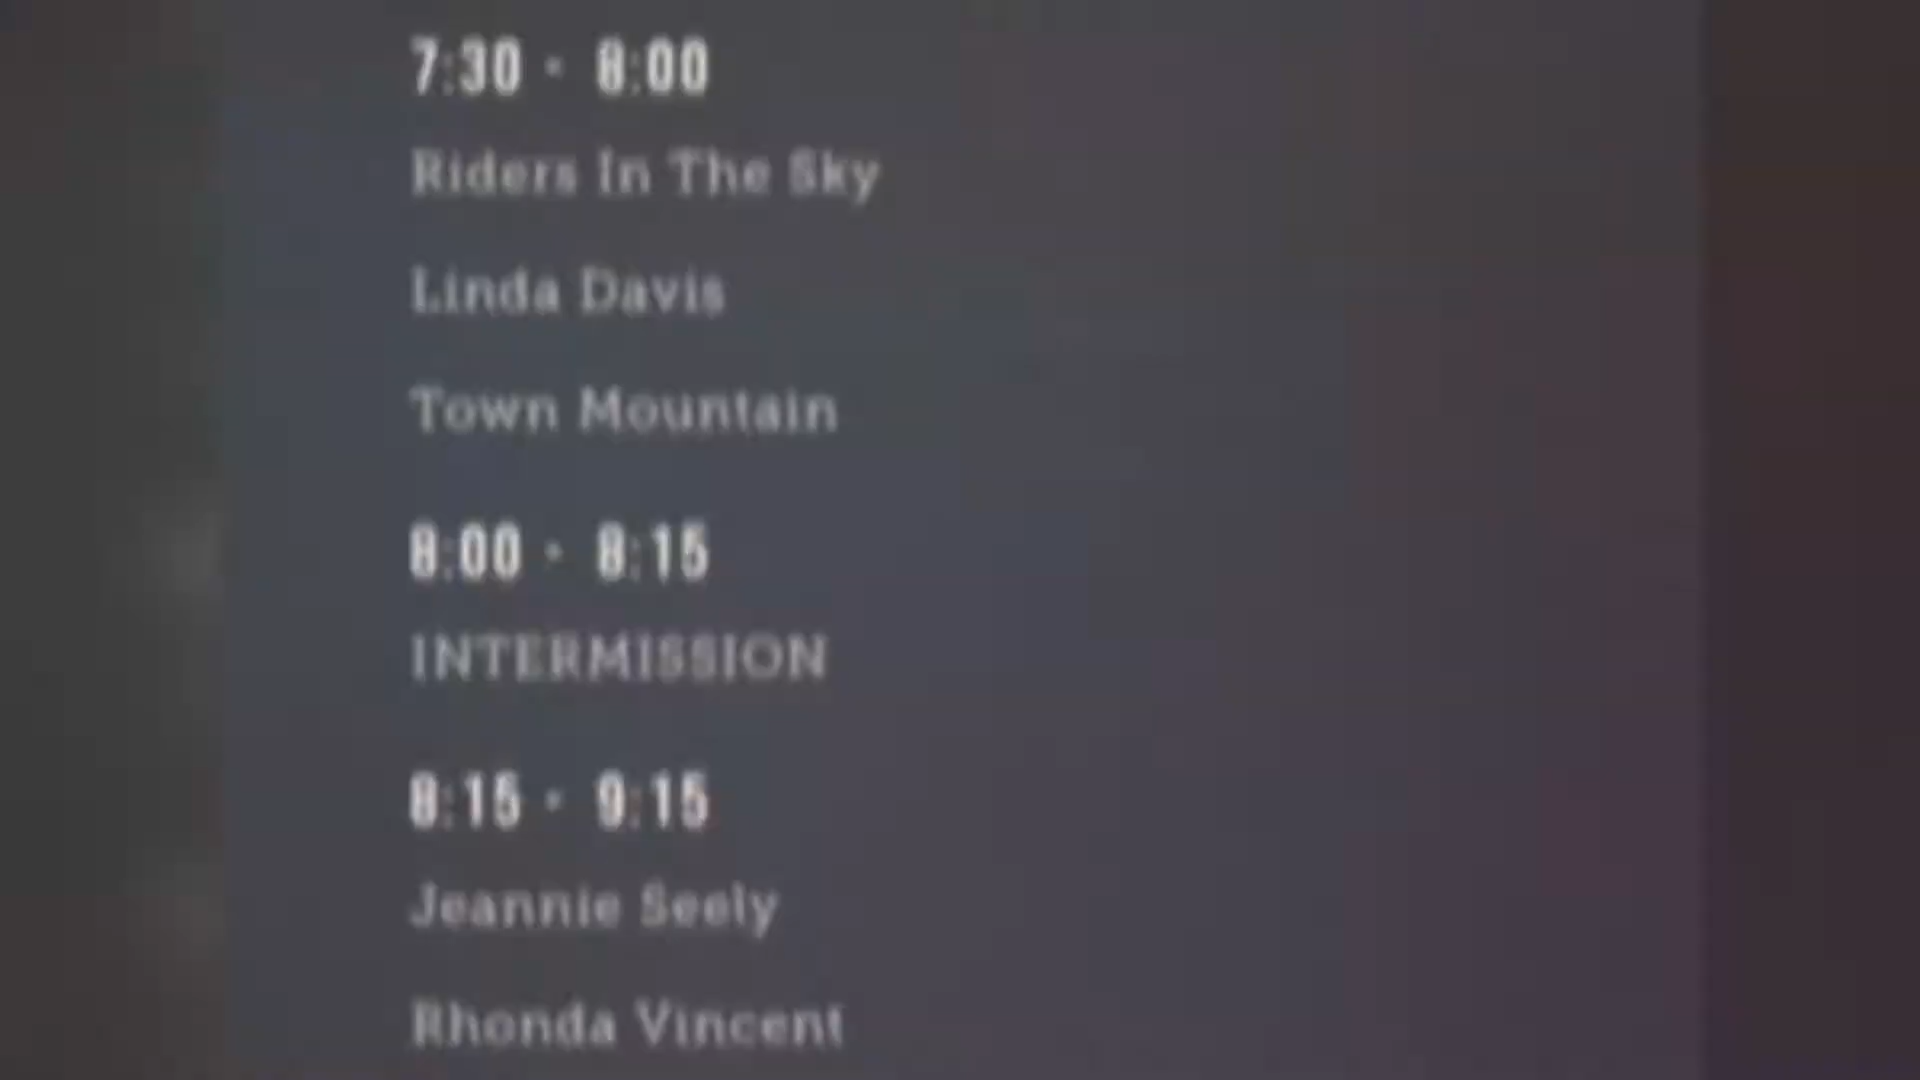 7:30 - 8:00
Riders In The Sky
Linda Davis
Town Mountain
8:00 - 8:15
INTERMISSION
8:15 - 9:15
Jeannie Seely
Rhonda Vincent